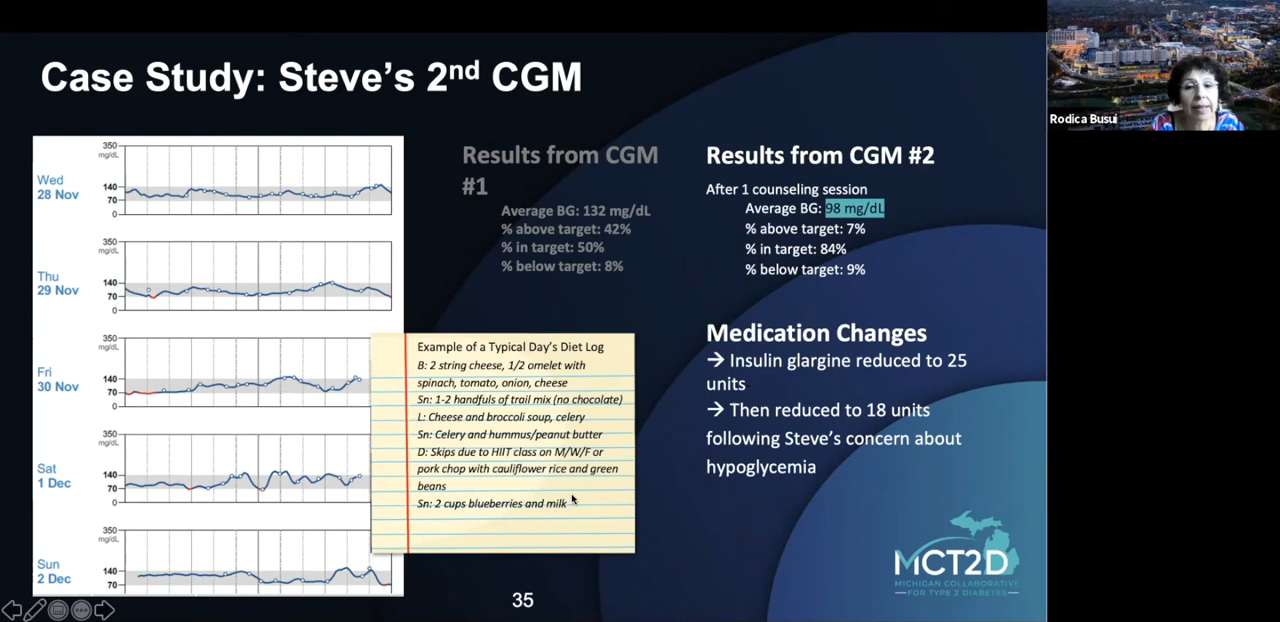 Case Study: Steve's 2nd CGM
Rodica Busui
350
mg/dL
Wed
28 Nov
140
70
0
350
mg/dL
Thu
29 Nov
140
70
0
350
mg/dL
Fri
30 Nov
140
70
0
350
mg/dL
Sat
1 Dec
140
70
0
350
mg/dL
Sun
2 Dec
140
70
Results from CGM
#1
Average BG: 132 mg/dL
% above target: 42%
% in target: 50%
% below target: 8%
Results from CGM #2
After 1 counseling session
Average BG: 98 mg/dL
% above target: 7%
% in target: 84%
% below target: 9%
Example of a Typical Day's Diet Log
B: 2 string cheese, 1/2 omelet with
spinach, tomato, onion, cheese
Sn: 1-2 handfuls of trail mix (no chocolate)
L: Cheese and broccoli soup, celery
Sn: Celery and hummus/peanut butter
D: Skips due to HIIT class on M/W/F or
pork chop with cauliflower rice and green
beans
Sn: 2 cups blueberries and milk
Medication Changes
→ Insulin glargine reduced to 25
units
→ Then reduced to 18 units
following Steve's concern about
hypoglycemia
MCT2D
MICHIGAN COLLABORATIVE
FOR TYPE 2 DIABETES
35